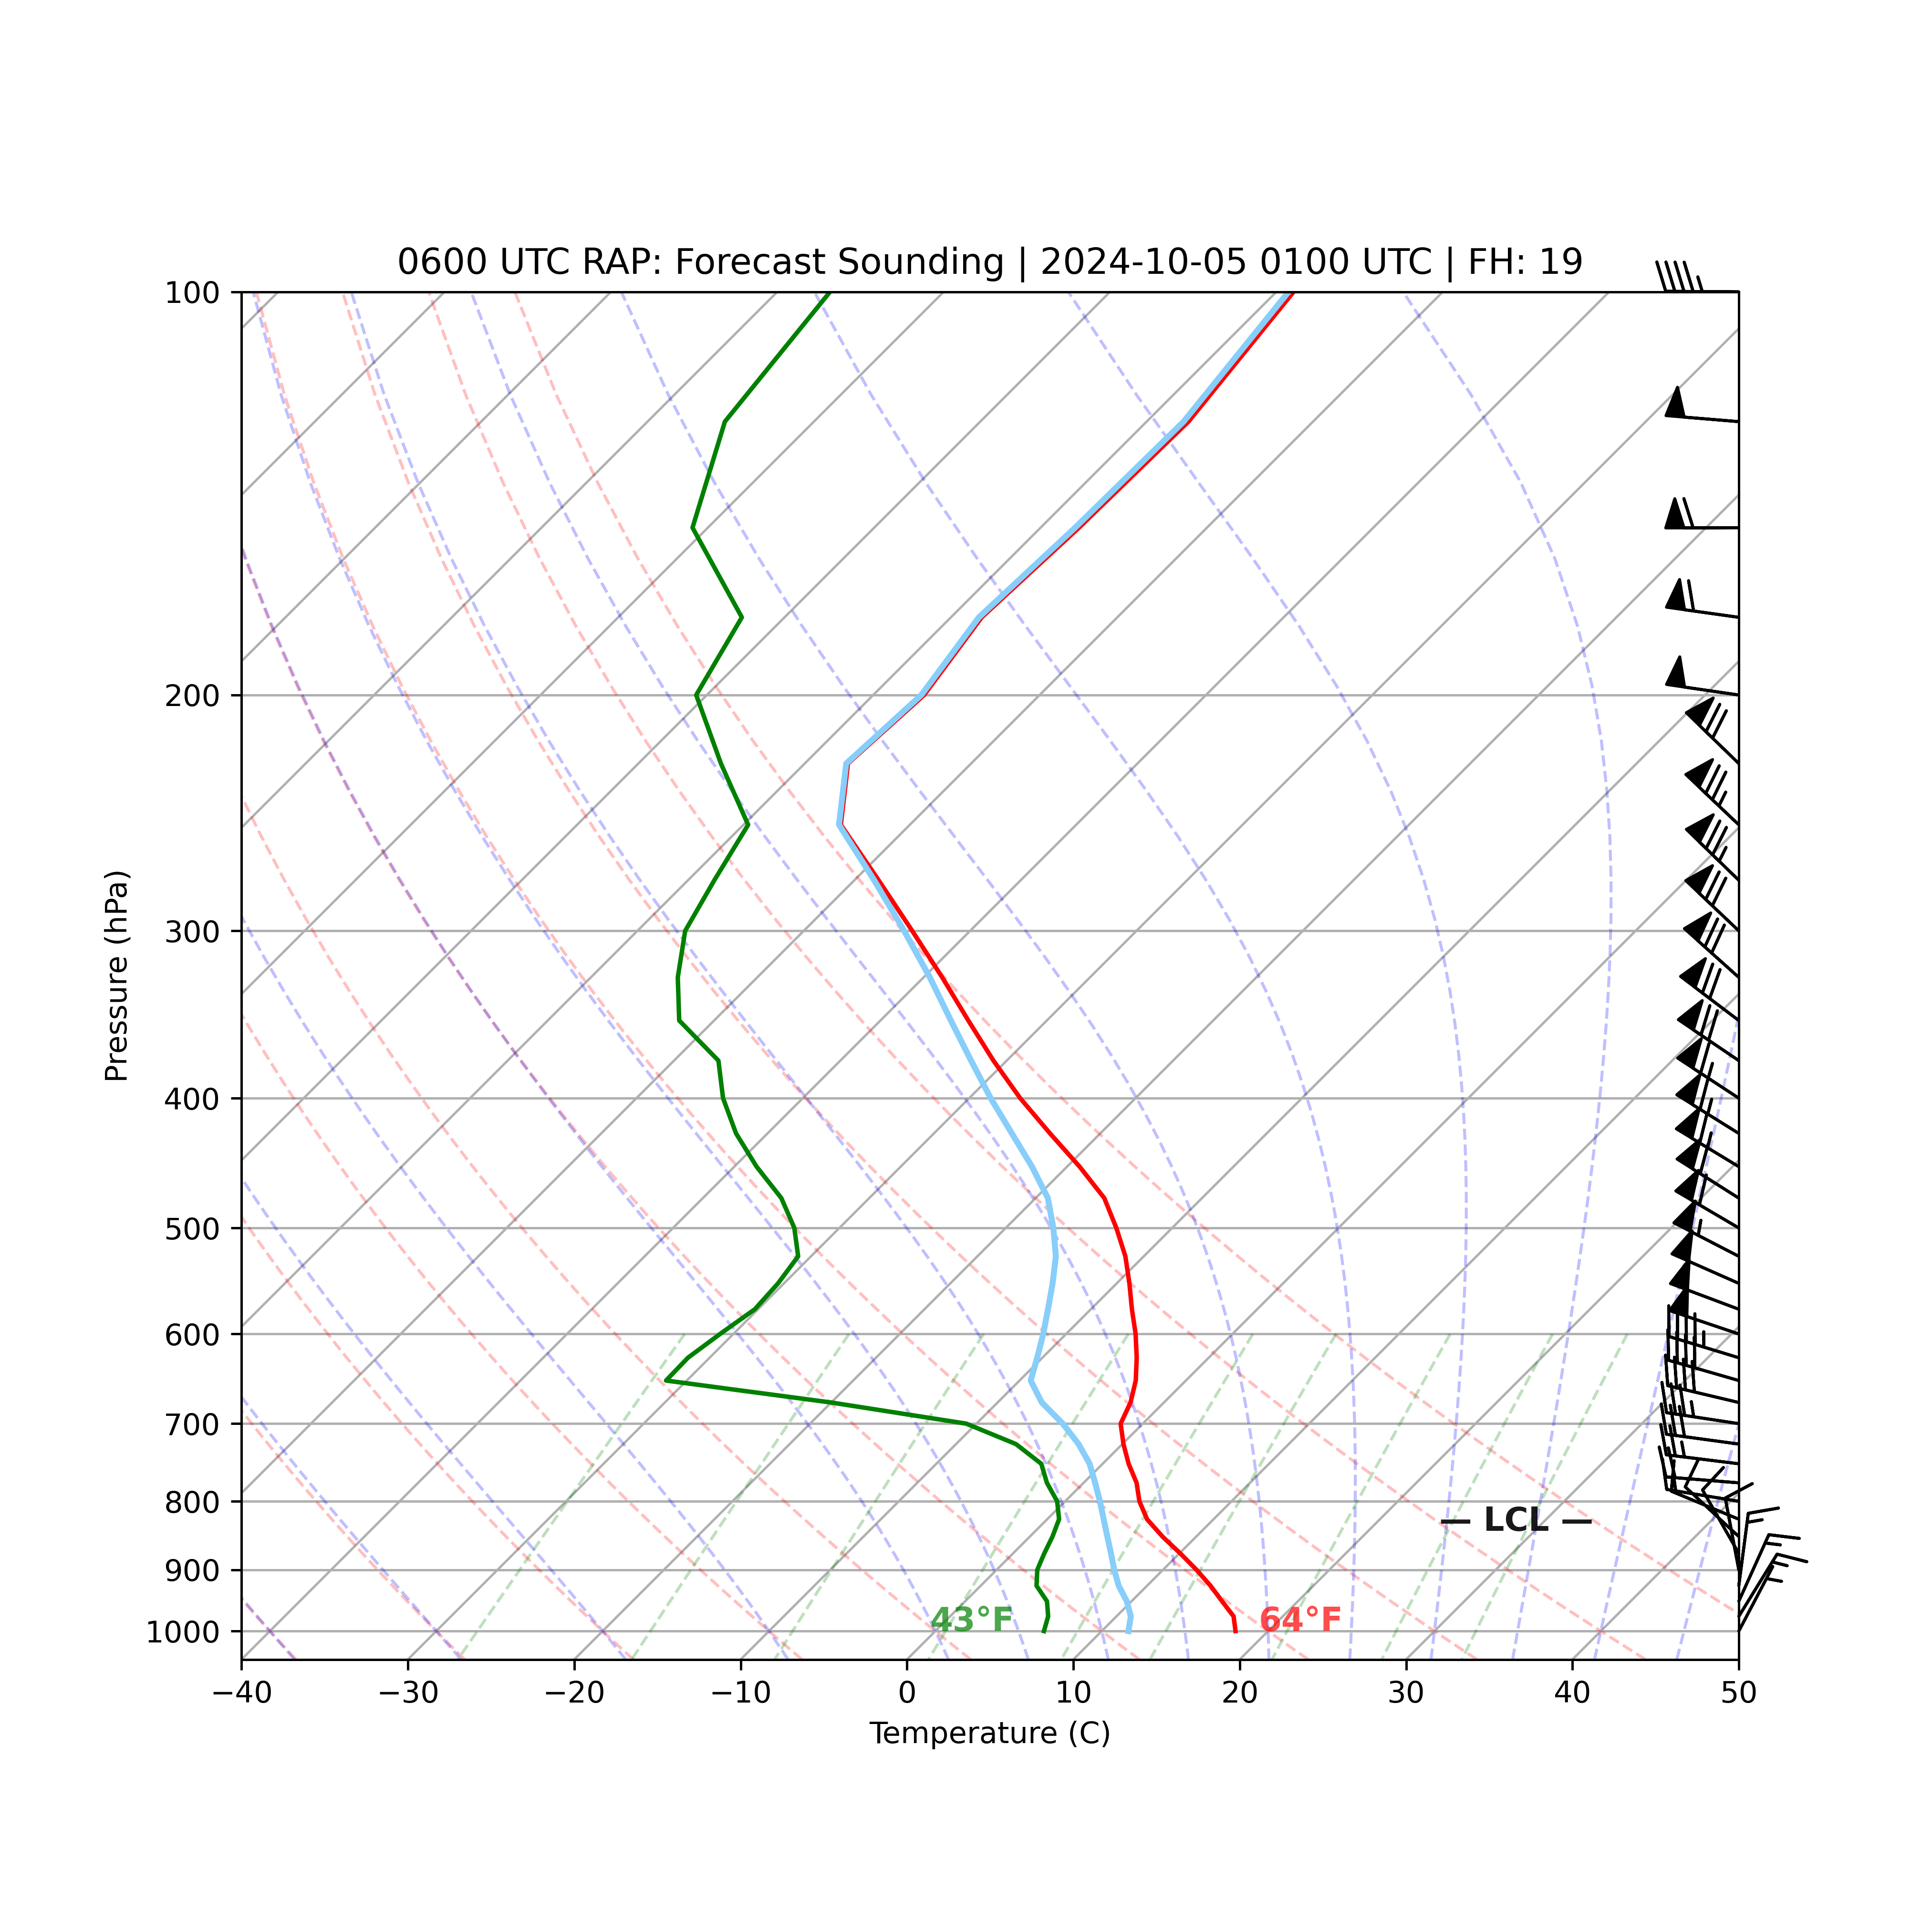 0600 UTC RAP: Forecast Sounding | 2024-10-05 0100 UTC | FH: 19
100
200
300
400
500
600
700
800
900
1000
Pressure (hPa)
— LCL —
43°F
64°F
−40 −30 −20 −10 0 10 20 30 40 50
Temperature (C)